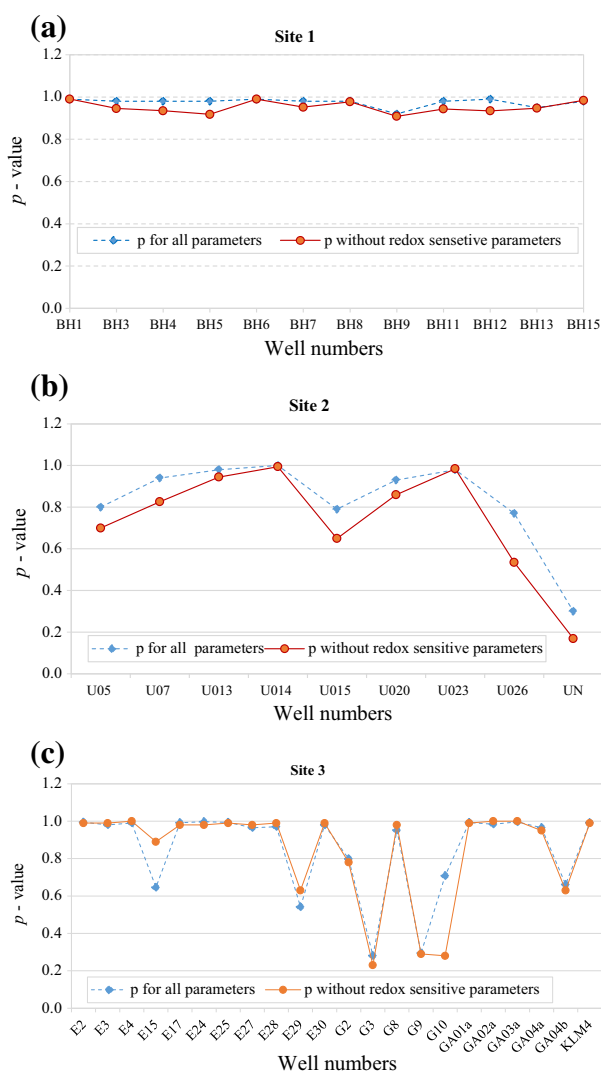 (a)
Site 1
1.2
1.0
0.8
0.6
0.4
0.2
0.0
p - value
p for all parameters
p without redox sensetive parameters
BH1 BH3 BH4 BH5 BH6 BH7 BH8 BH9 BH11 BH12 BH13 BH15
Well numbers
(b)
Site 2
1.2
1.0
0.8
0.6
0.4
0.2
0.0
p - value
p for all parameters
p without redox sensitive parameters
U05 U07 U013 U014 U015 U020 U023 U026 UN
Well numbers
(c)
Site 3
1.2
1.0
0.8
0.6
0.4
0.2
0.0
p - value
p for all parameters
p without redox sensitive parameters
E2 E3 E4 E15 E17 E24 E25 E27 E28 E29 E30 G2 G3 G8 G9 G10 GA01a GA02a GA03a GA04a GA04b KLM4
Well numbers